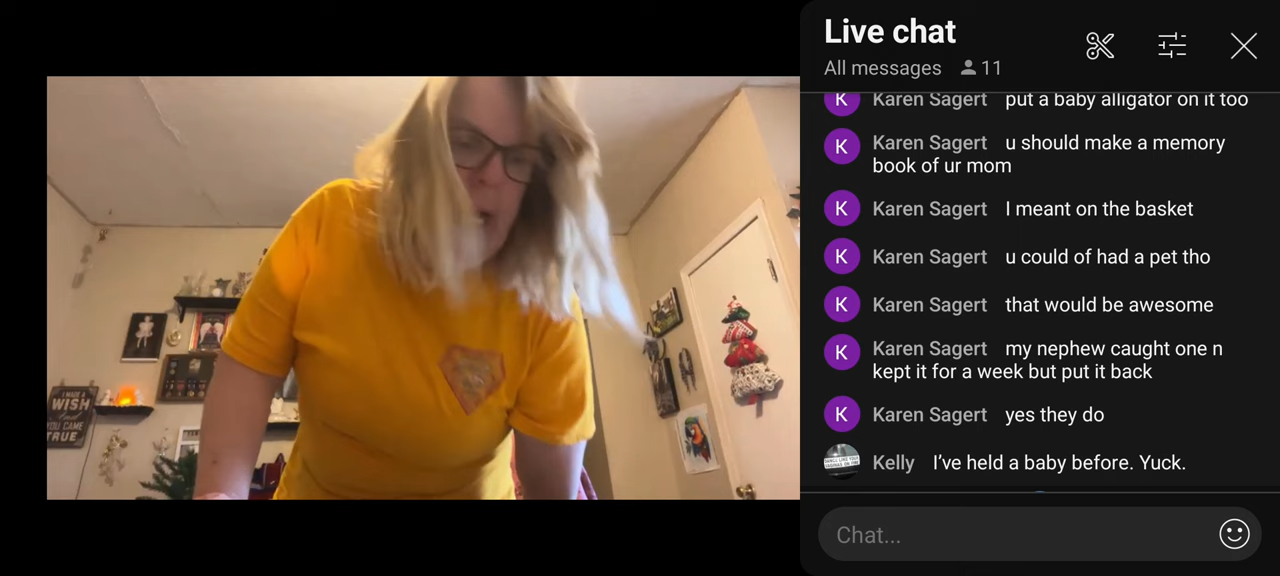 Live chat
All messages 11
K Karen Sagert put a baby alligator on it too
K Karen Sagert u should make a memory
book of ur mom
K Karen Sagert I meant on the basket
K Karen Sagert u could of had a pet tho
K Karen Sagert that would be awesome
K Karen Sagert my nephew caught one n
kept it for a week but put it back
K Karen Sagert yes they do
Kelly I've held a baby before. Yuck.
Chat...
I MADE A
WISH
And
YOU CAME
TRUE